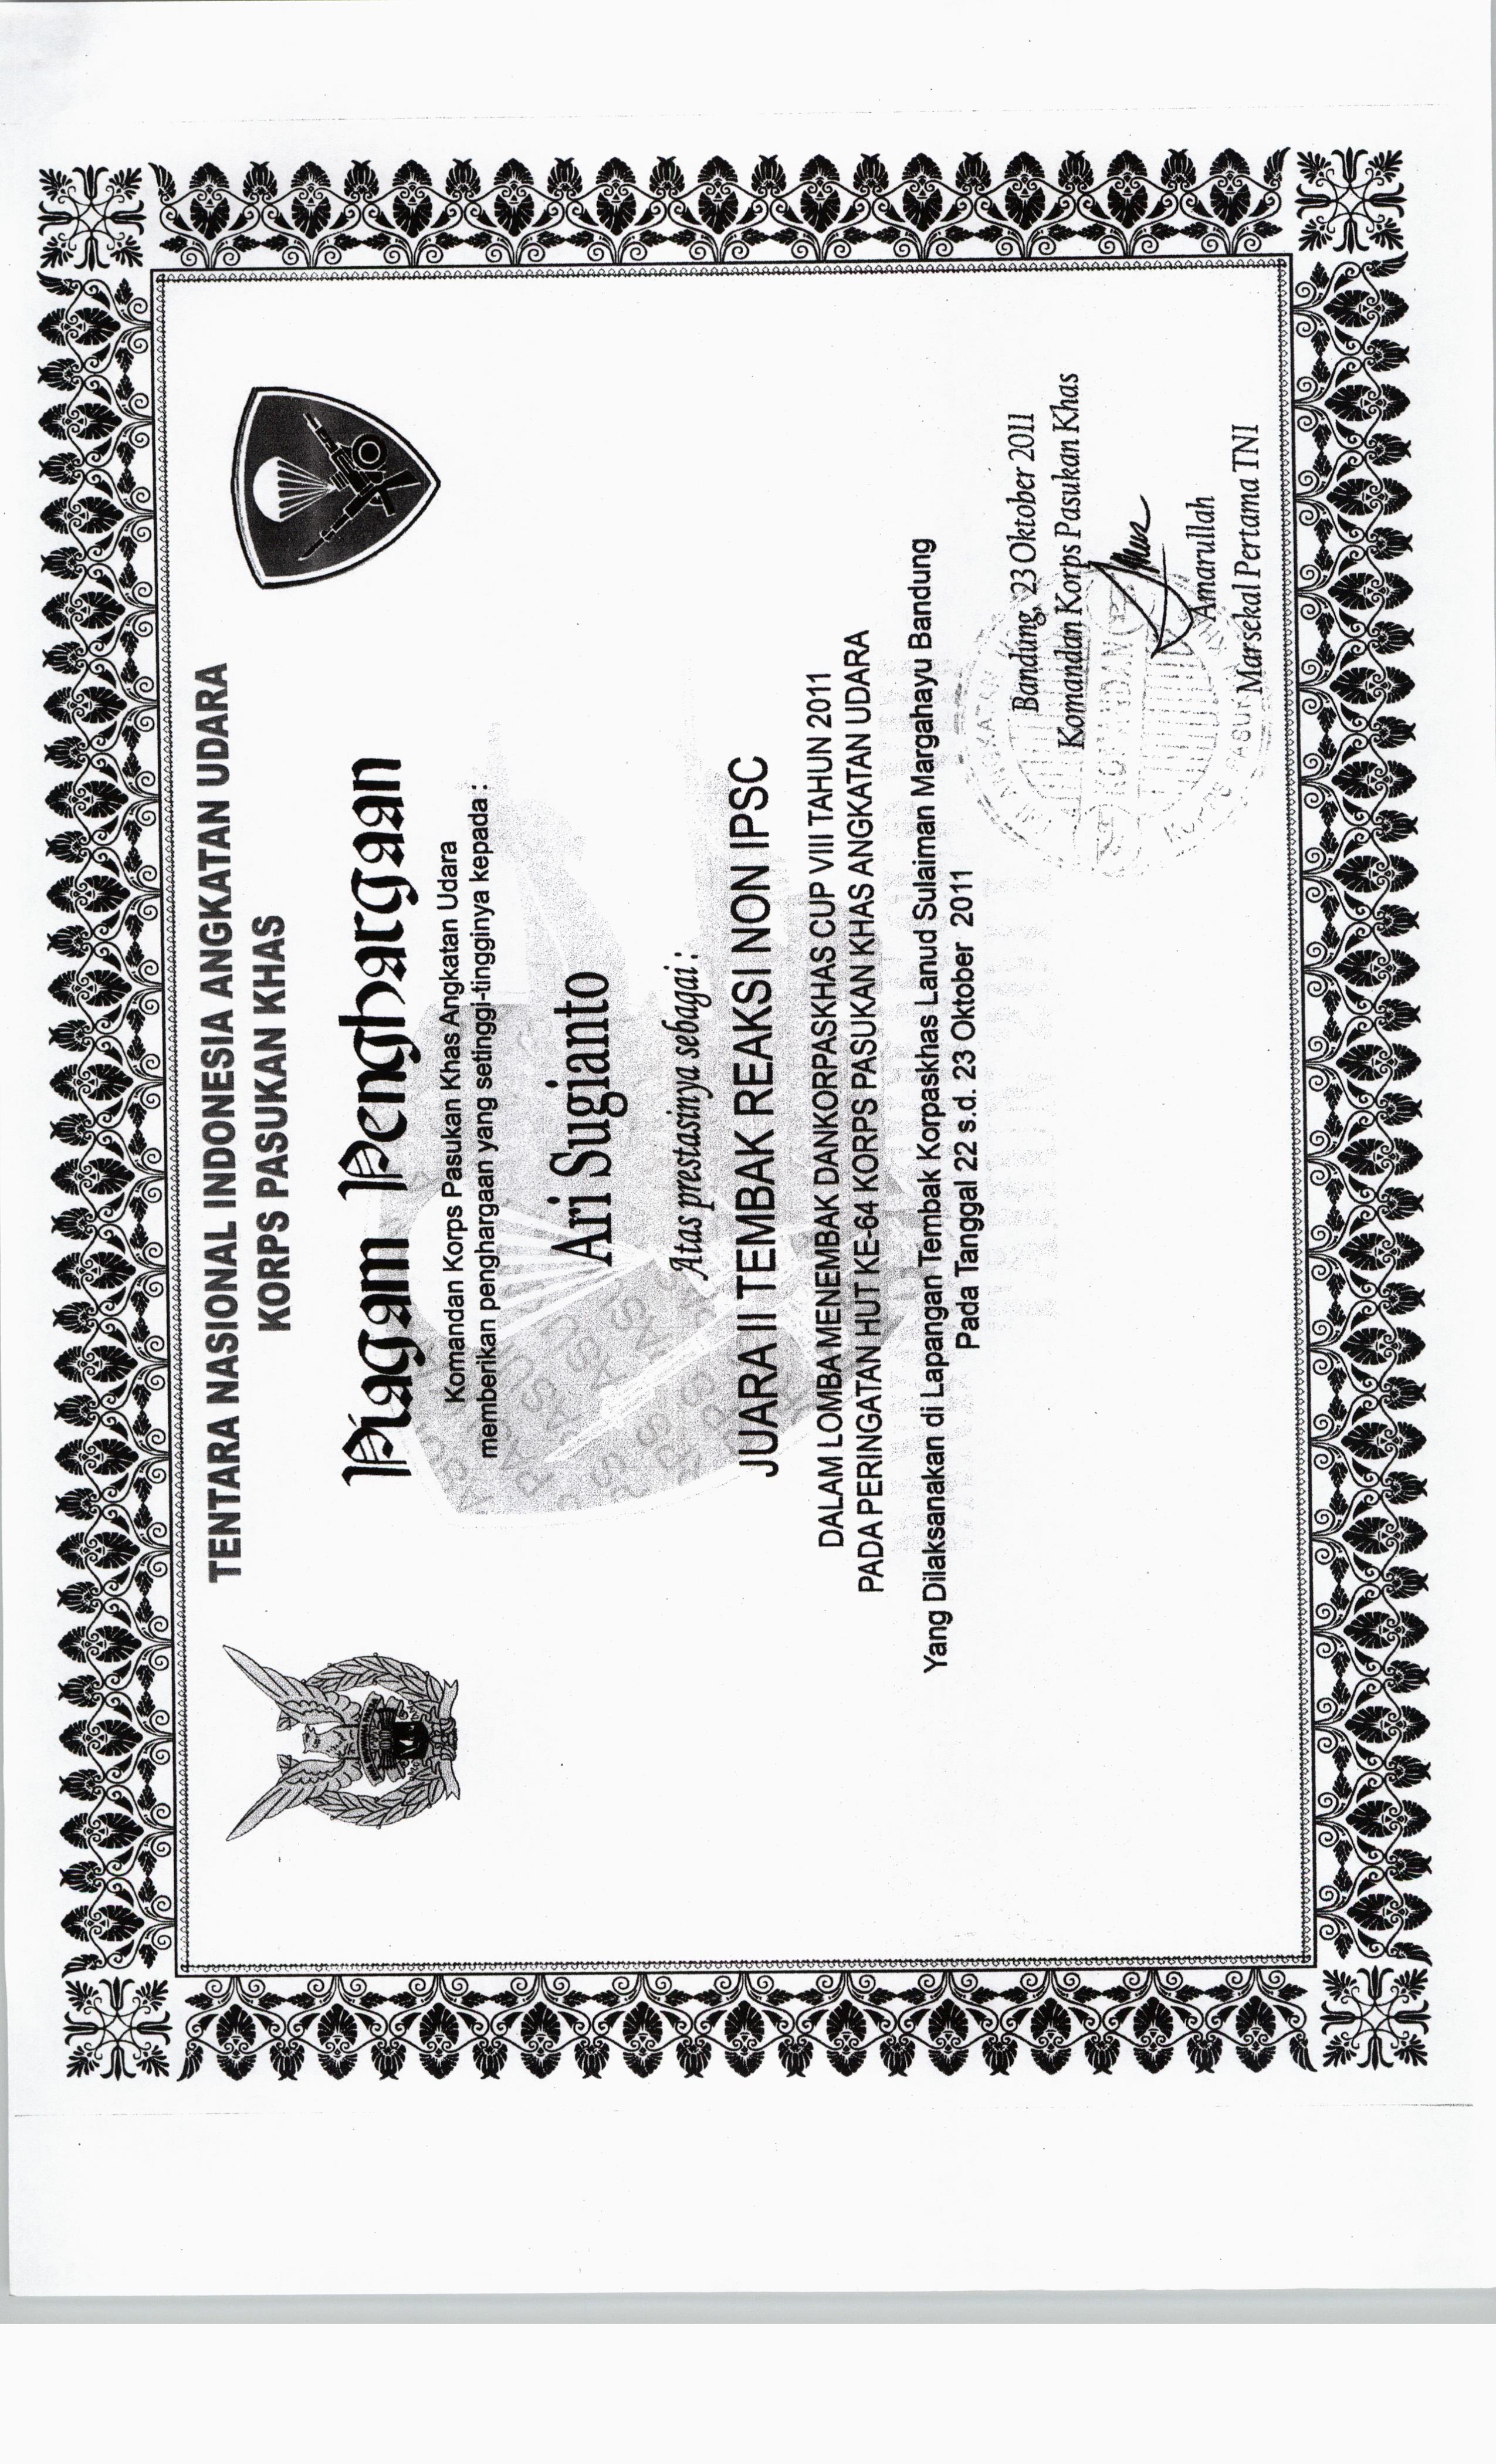 TENTARA NASIONAL INDONESIA ANGKATAN UDARA
KORPS PASUKAN KHAS
Piagam Penghargaan
Komandan Korps Pasukan Khas Angkatan Udara
memberikan penghargaan yang setinggi-tingginya kepada :
Ari Sugianto
Atas prestasinya sebagai :
JUARA II TEMBAK REAKSI NON IPSC
DALAM LOMBA MENEMBAK DANKORPASKHAS CUP VIII TAHUN 2011
PADA PERINGATAN HUT KE-64 KORPS PASUKAN KHAS ANGKATAN UDARA
Yang Dilaksanakan di Lapangan Tembak Korpaskhas Lanud Sulaiman Margahayu Bandung
Pada Tanggal 22 s.d. 23 Oktober 2011
Bandung, 23 Oktober 2011
Komandan Korps Pasukan Khas
KOMANDAN
Amarullah
Marsekal Pertama TNI